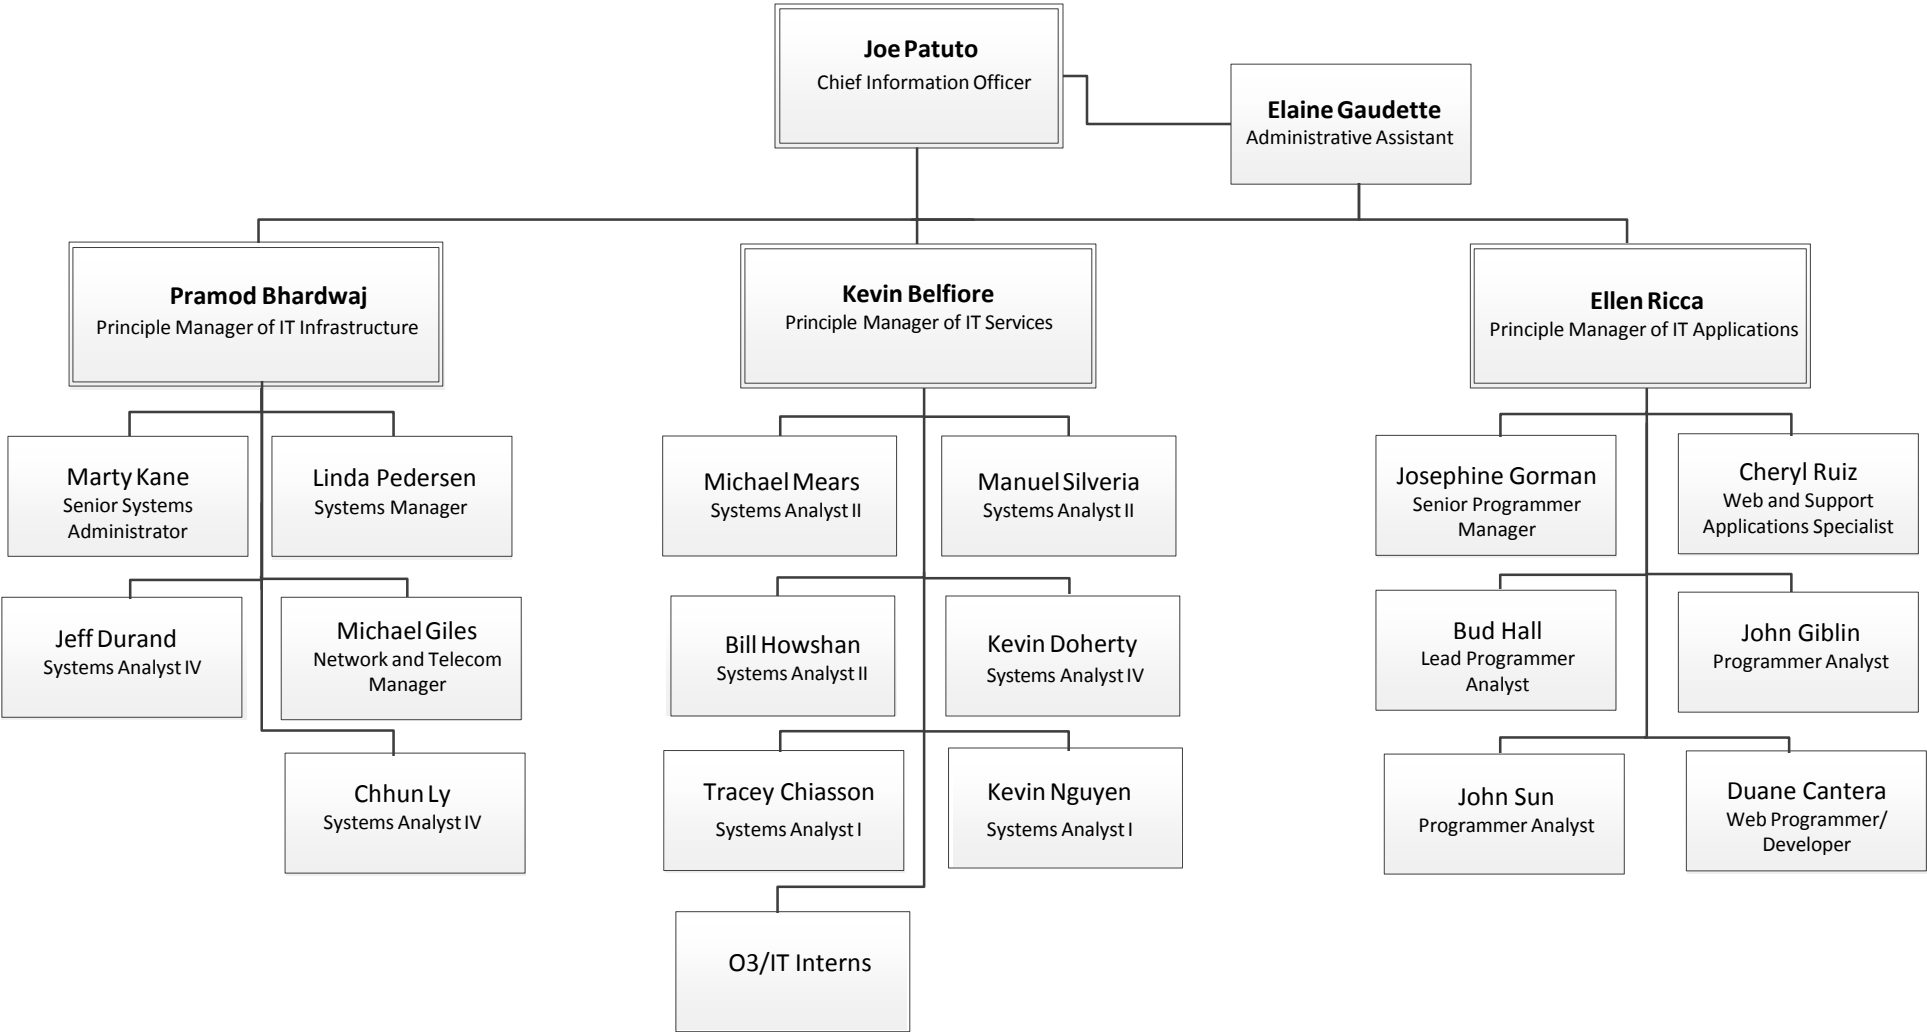 Joe Patuto
Chief Information Officer
Elaine Gaudette
Administrative Assistant
Pramod Bhardwaj
Principle Manager of IT Infrastructure
Kevin Belfiore
Principle Manager of IT Services
Ellen Ricca
Principle Manager of IT Applications
Marty Kane
Senior Systems
Administrator
Linda Pedersen
Systems Manager
Jeff Durand
Systems Analyst IV
Michael Giles
Network and Telecom
Manager
Chhun Ly
Systems Analyst IV
Michael Mears
Systems Analyst II
Manuel Silveria
Systems Analyst II
Bill Howshan
Systems Analyst II
Kevin Doherty
Systems Analyst IV
Tracey Chiasson
Systems Analyst I
Kevin Nguyen
Systems Analyst I
O3/IT Interns
Josephine Gorman
Senior Programmer
Manager
Cheryl Ruiz
Web and Support
Applications Specialist
Bud Hall
Lead Programmer
Analyst
John Giblin
Programmer Analyst
John Sun
Programmer Analyst
Duane Cantera
Web Programmer/
Developer